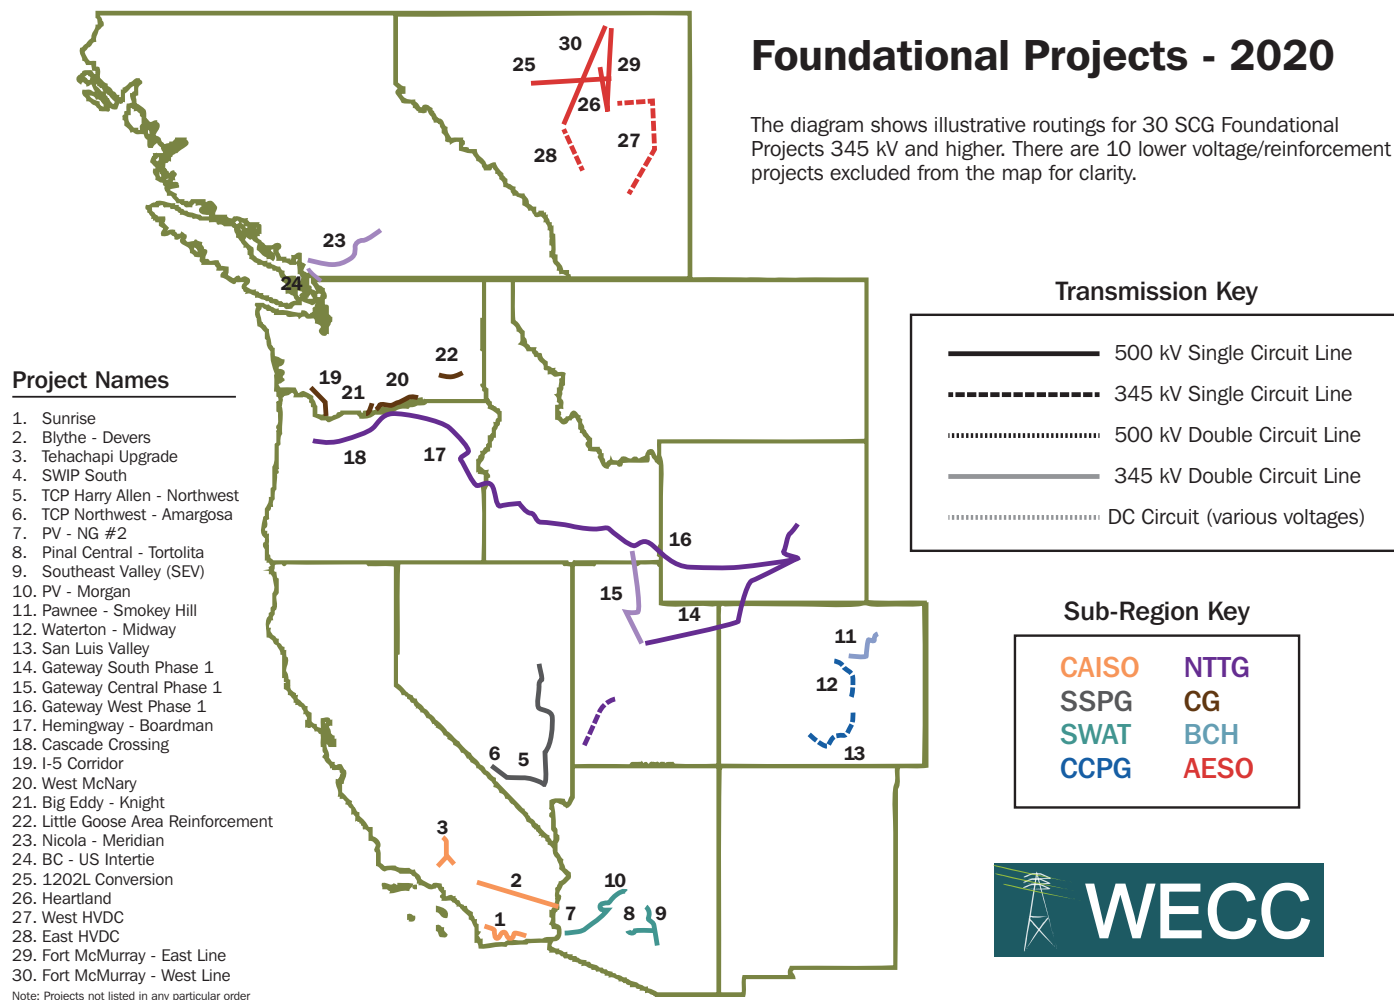 Foundational Projects - 2020
The diagram shows illustrative routings for 30 SCG Foundational
Projects 345 kV and higher. There are 10 lower voltage/reinforcement
projects excluded from the map for clarity.
30
25
29
26
27
28
23
24
22
19
21
20
18
17
16
15
14
11
12
13
6
5
3
2
1
10
7
8
9
Project Names
1. Sunrise
2. Blythe - Devers
3. Tehachapi Upgrade
4. SWIP South
5. TCP Harry Allen - Northwest
6. TCP Northwest - Amargosa
7. PV - NG #2
8. Pinal Central - Tortolita
9. Southeast Valley (SEV)
10. PV - Morgan
11. Pawnee - Smokey Hill
12. Waterton - Midway
13. San Luis Valley
14. Gateway South Phase 1
15. Gateway Central Phase 1
16. Gateway West Phase 1
17. Hemingway - Boardman
18. Cascade Crossing
19. I-5 Corridor
20. West McNary
21. Big Eddy - Knight
22. Little Goose Area Reinforcement
23. Nicola - Meridian
24. BC - US Intertie
25. 1202L Conversion
26. Heartland
27. West HVDC
28. East HVDC
29. Fort McMurray - East Line
30. Fort McMurray - West Line
Note: Projects not listed in any particular order
Transmission Key
500 kV Single Circuit Line
345 kV Single Circuit Line
500 kV Double Circuit Line
345 kV Double Circuit Line
DC Circuit (various voltages)
Sub-Region Key
CAISO NTTG
SSPG CG
SWAT BCH
CCPG AESO
WECC